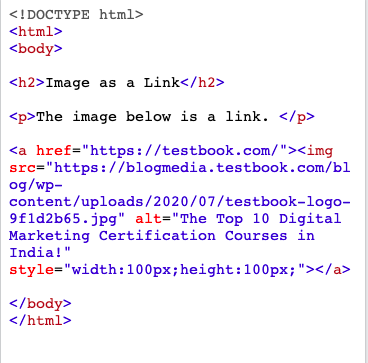 <!DOCTYPE html>
<html>
<body>
<h2>Image as a Link</h2>
<p>The image below is a link. </p>
<a href="https://testbook.com/"><img
src="https://blogmedia.testbook.com/bl
og/wp-
content/uploads/2020/07/testbook-logo-
9f1d2b65.jpg" alt="The Top 10 Digital
Marketing Certification Courses in
India!"
style="width:100px;height:100px;"></a>
</body>
</html>